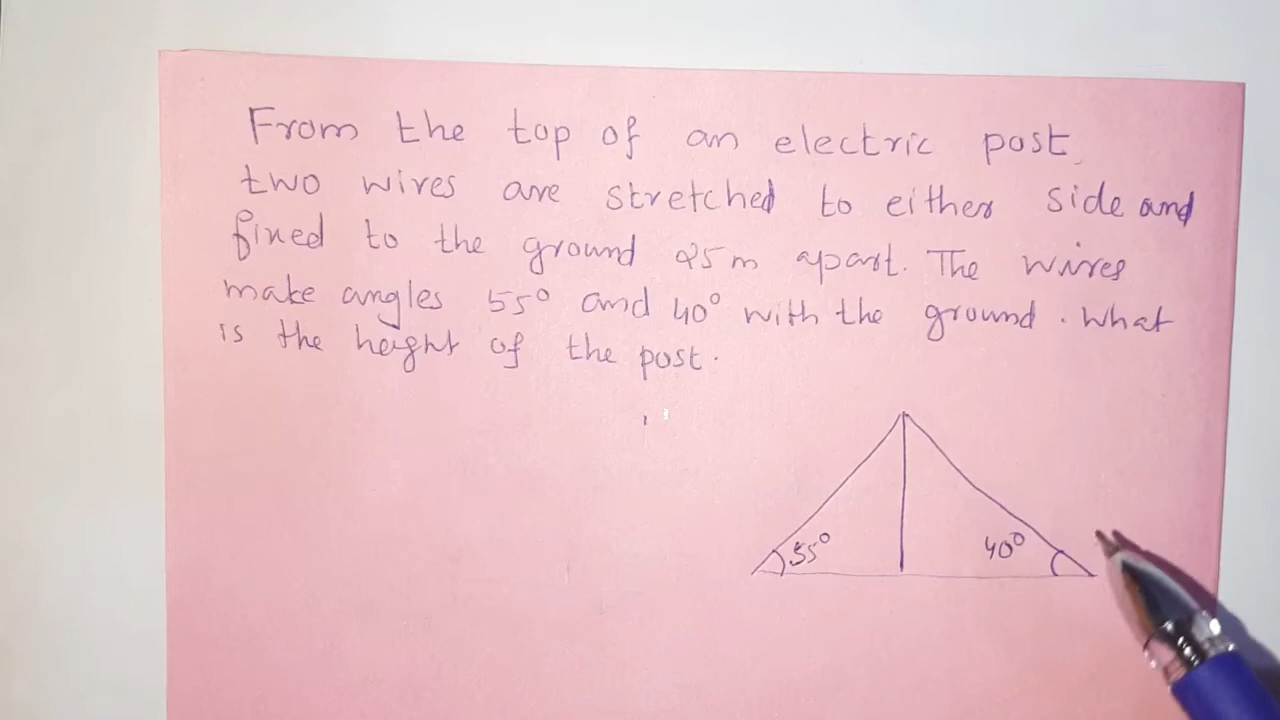 From the top of an electric post,
two wires are stretched to either side and
fixed to the ground 25m apart. The wires
make angles 55° and 40° with the ground. What
is the height of the post.
55° 40°